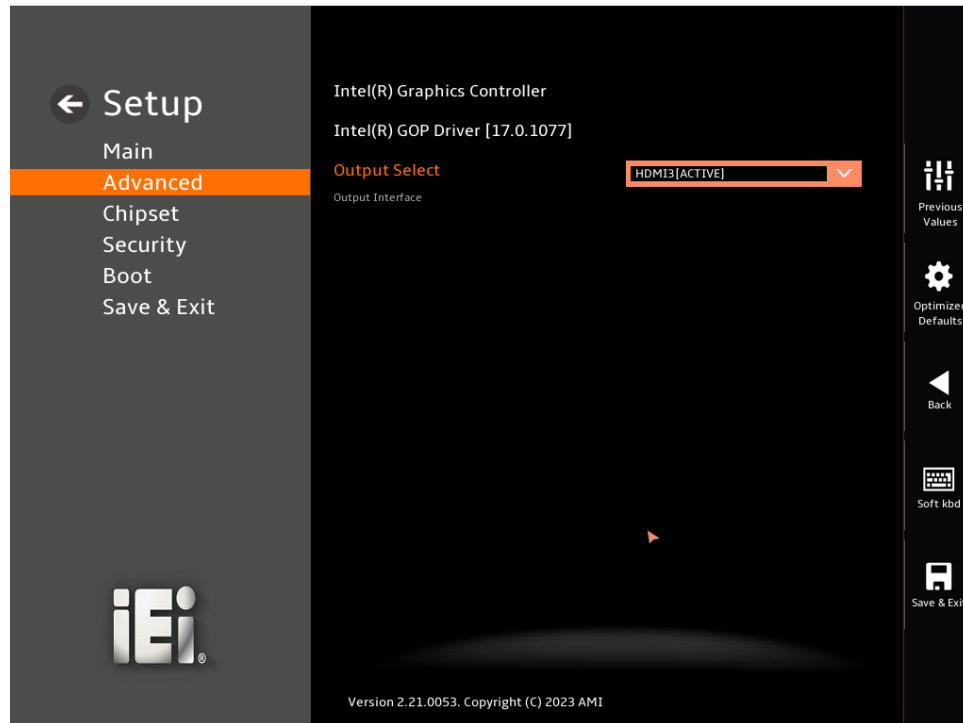 Setup
Main
Advanced
Chipset
Security
Boot
Save & Exit
iEi®
Intel(R) Graphics Controller
Intel(R) GOP Driver [17.0.1077]
Output Select
HDMI3[ACTIVE]
Output Interface
Version 2.21.0053. Copyright (C) 2023 AMI
Previous
Values
Optimized
Defaults
Back
Soft kbd
Save & Exit